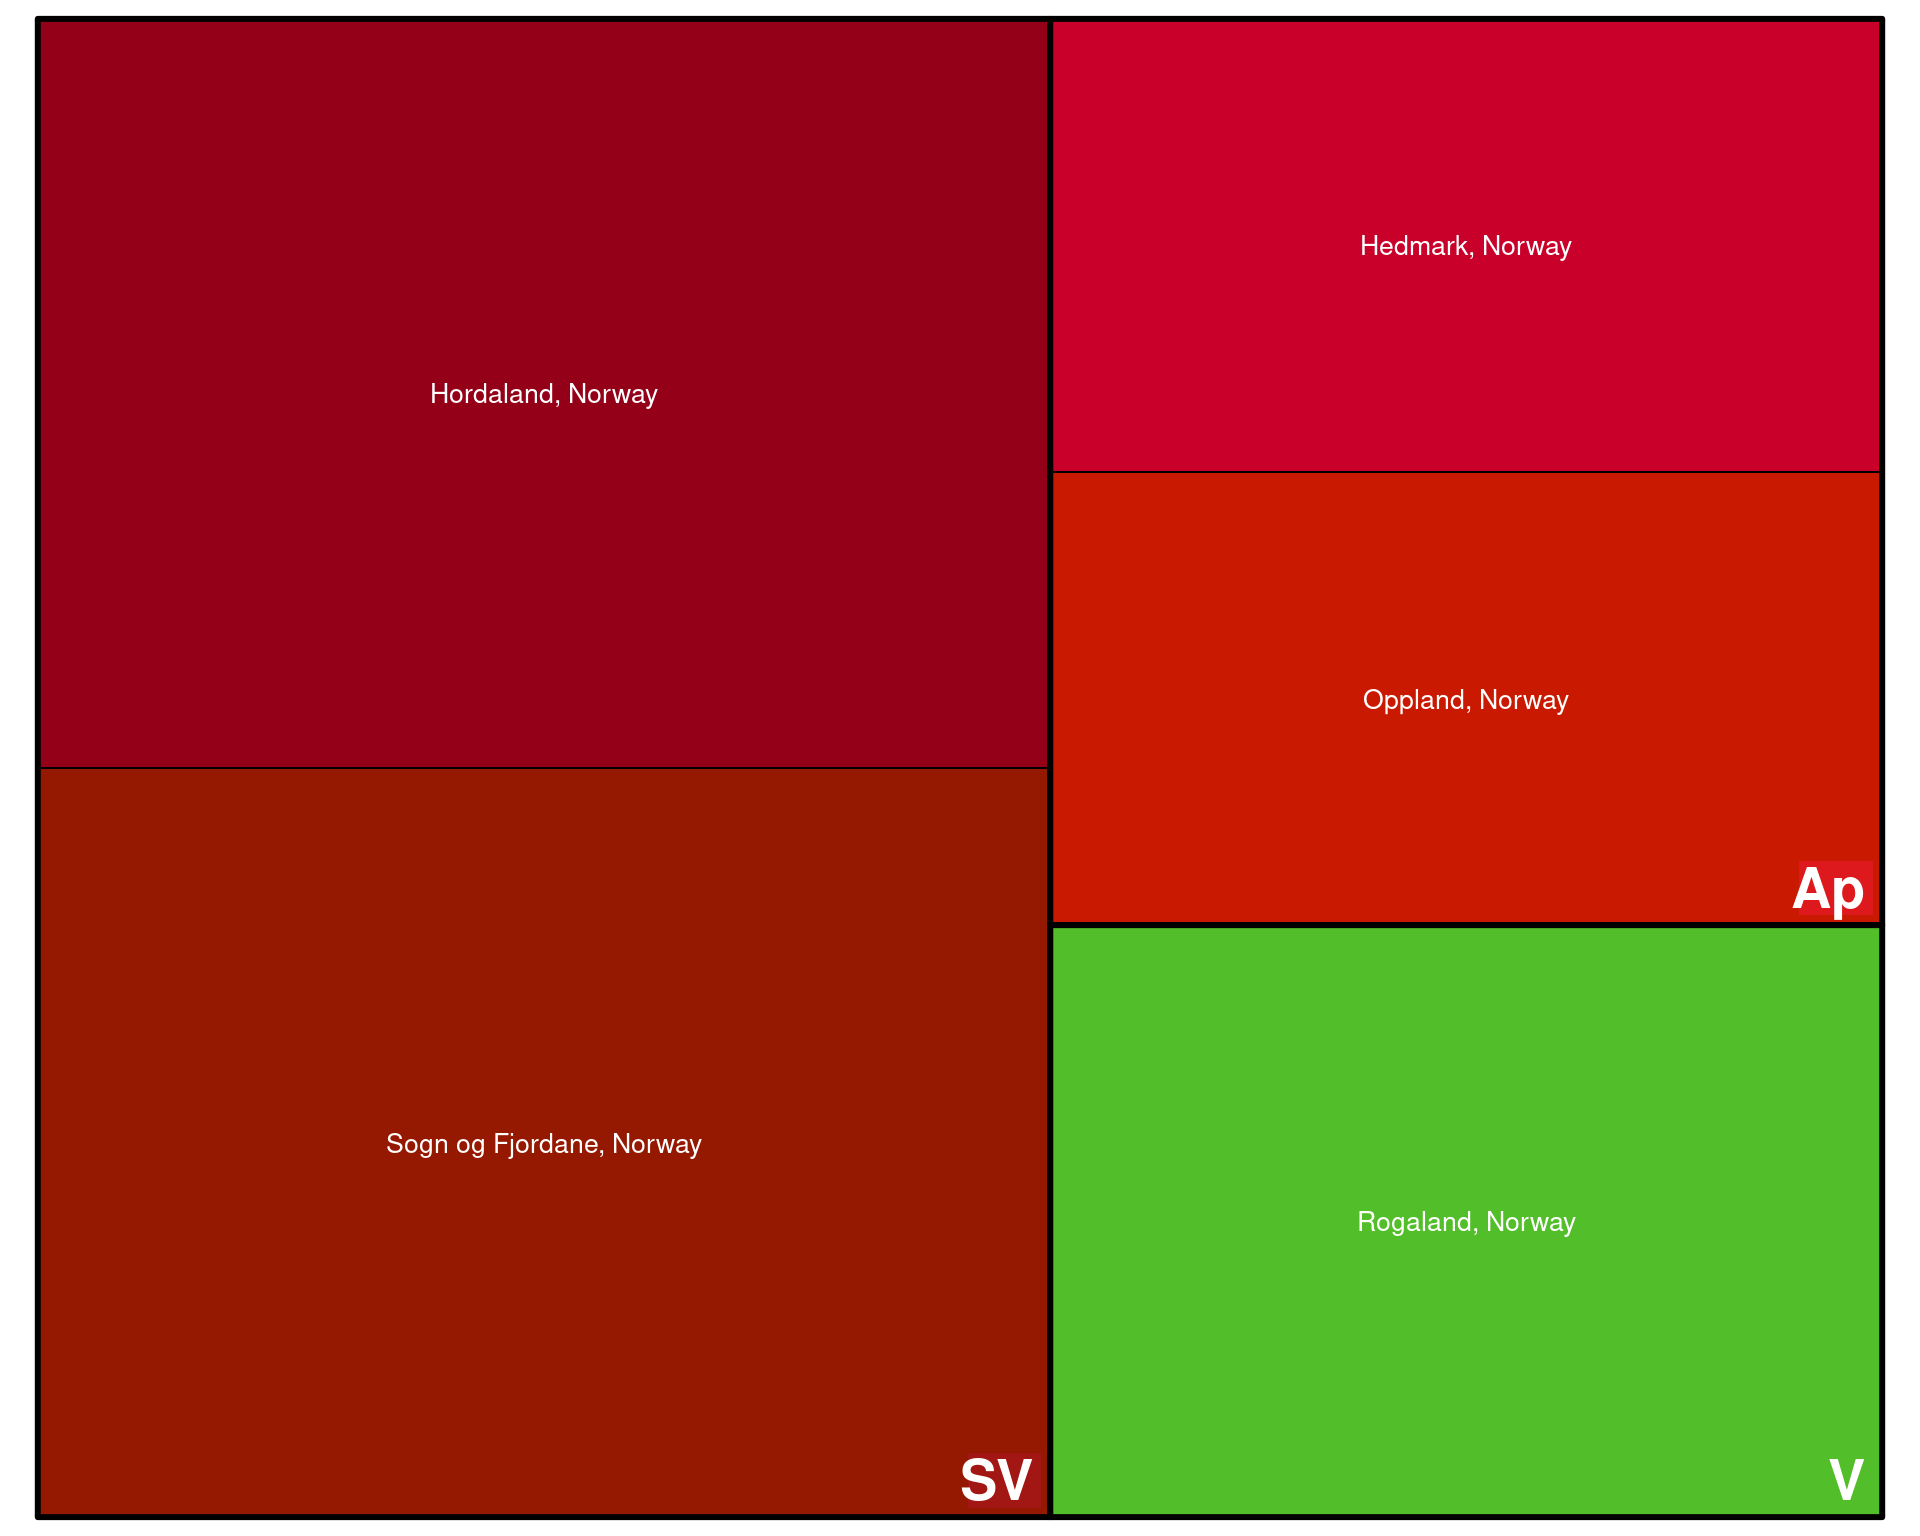 Hordaland, Norway
Sogn og Fjordane, Norway
SV
Hedmark, Norway
Oppland, Norway
Ap
Rogaland, Norway
V